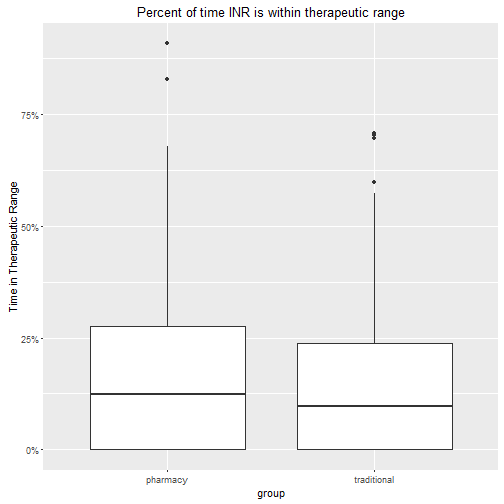 Percent of time INR is within therapeutic range
Time in Therapeutic Range
75%
50%
25%
0%
pharmacy
traditional
group